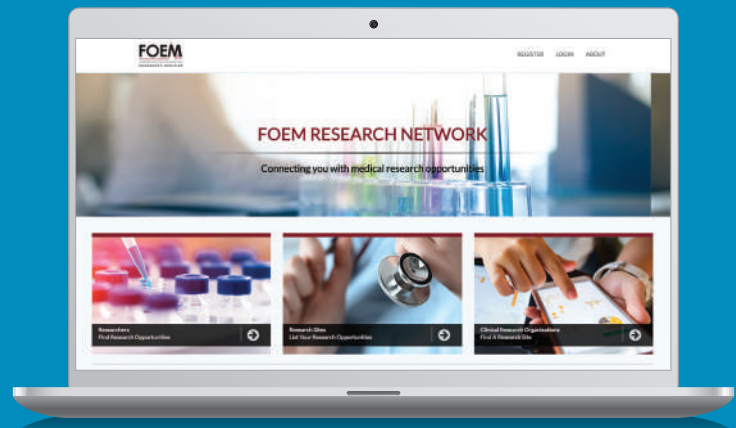 FOEM
REGISTER LOGIN ABOUT
FOEM RESEARCH NETWORK
Connecting you with medical research opportunities
Researchers
Find Research Opportunities
Research Sites
List Your Research Opportunities
Clinical Research Organizations
Find A Research Site